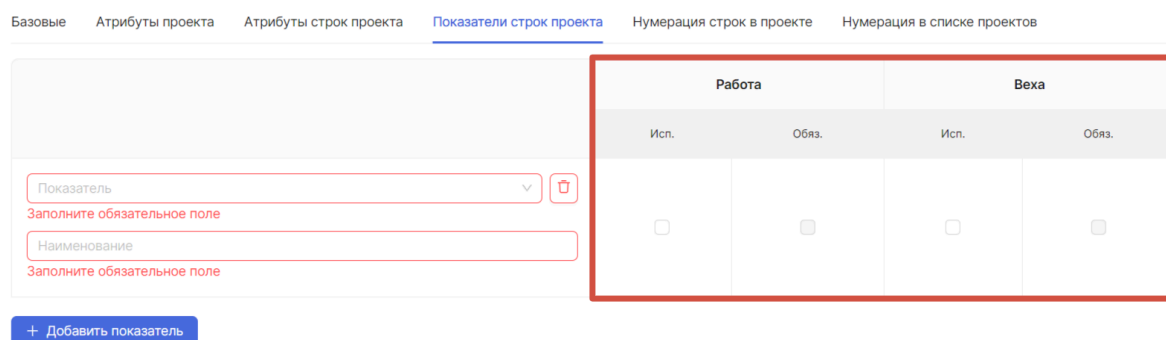 Базовые Атрибуты проекта Атрибуты строк проекта Показатели строк проекта Нумерация строк в проекте Нумерация в списке проектов
Работа Веха
Исп. Обяз. Исп. Обяз.
Показатель
Заполните обязательное поле
Наименование
Заполните обязательное поле
+ Добавить показатель